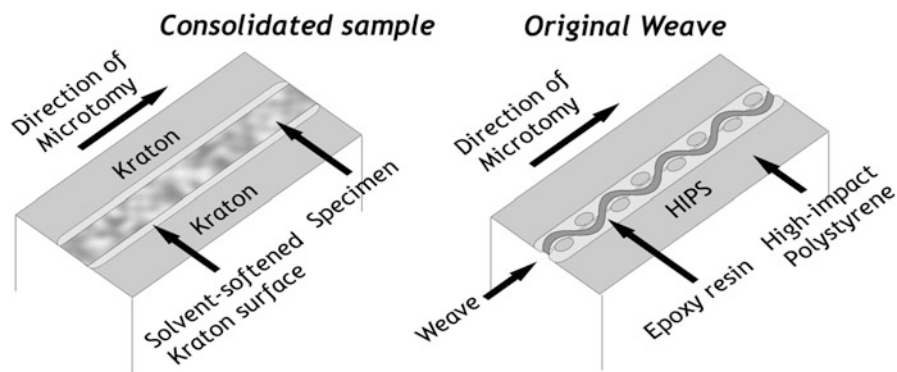 Consolidated sample
Original Weave
Direction of
Microtomy
Kraton
Kraton
Specimen
Solvent-softened
Kraton surface
Direction of
Microtomy
HIPS
High-impact
Polystyrene
Epoxy resin
Weave